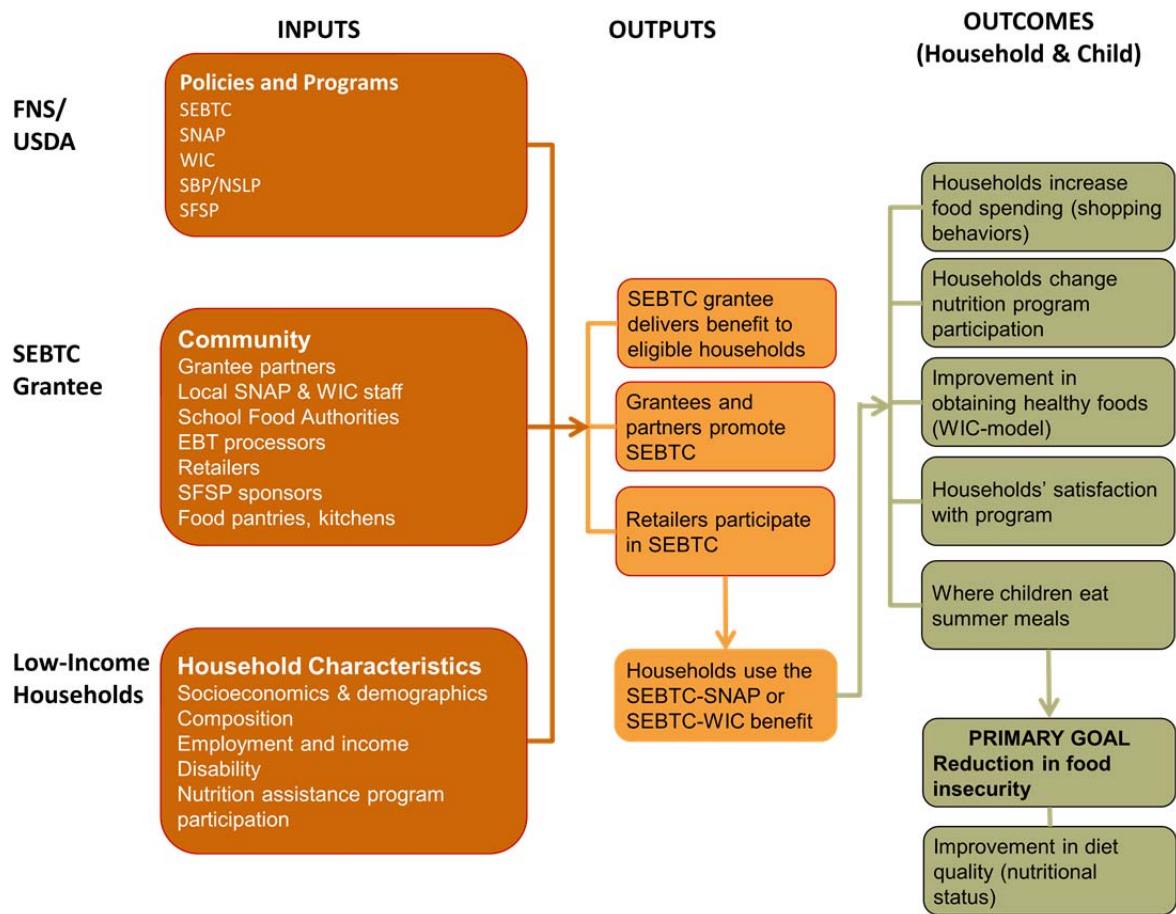 INPUTS
OUTPUTS
OUTCOMES
(Household & Child)
FNS/
USDA
Policies and Programs
SEBTC
SNAP
WIC
SBP/NSLP
SFSP
SEBTC
Grantee
Community
Grantee partners
Local SNAP & WIC staff
School Food Authorities
EBT processors
Retailers
SFSP sponsors
Food pantries, kitchens
Low-Income
Households
Household Characteristics
Socioeconomics & demographics
Composition
Employment and income
Disability
Nutrition assistance program
participation
SEBTC grantee
delivers benefit to
eligible households
Grantees and
partners promote
SEBTC
Retailers participate
in SEBTC
Households use the
SEBTC-SNAP or
SEBTC-WIC benefit
Households increase
food spending (shopping
behaviors)
Households change
nutrition program
participation
Improvement in
obtaining healthy foods
(WIC-model)
Households’ satisfaction
with program
Where children eat
summer meals
PRIMARY GOAL
Reduction in food
insecurity
Improvement in diet
quality (nutritional
status)